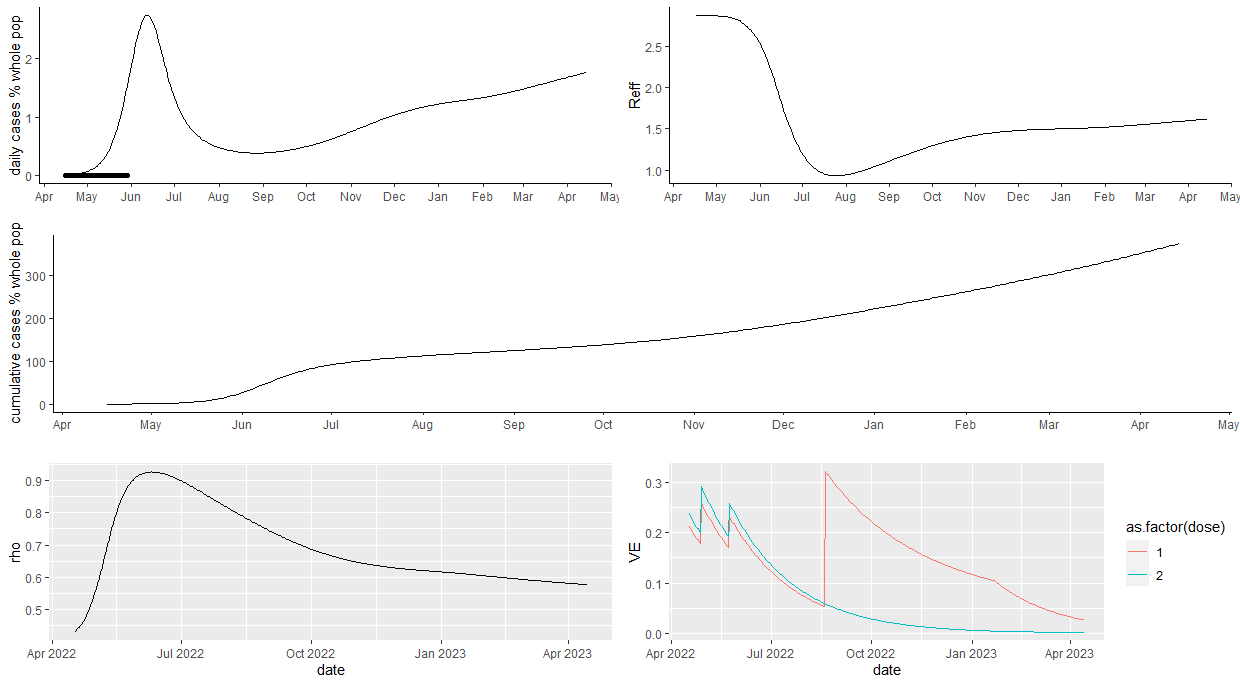 daily cases % whole pop
2
1
0
Apr May Jun Jul Aug Sep Oct Nov Dec Jan Feb Mar Apr May
Reff
2.5
2.0
1.5
1.0
Apr May Jun Jul Aug Sep Oct Nov Dec Jan Feb Mar Apr May
cumulative cases % whole pop
300
200
100
0
Apr May Jun Jul Aug Sep Oct Nov Dec Jan Feb Mar Apr May
rho
0.9
0.8
0.7
0.6
0.5
Apr 2022 Jul 2022 Oct 2022 Jan 2023 Apr 2023
date
VE
0.3
0.2
0.1
0.0
Apr 2022 Jul 2022 Oct 2022 Jan 2023 Apr 2023
date
as.factor(dose)
1
2